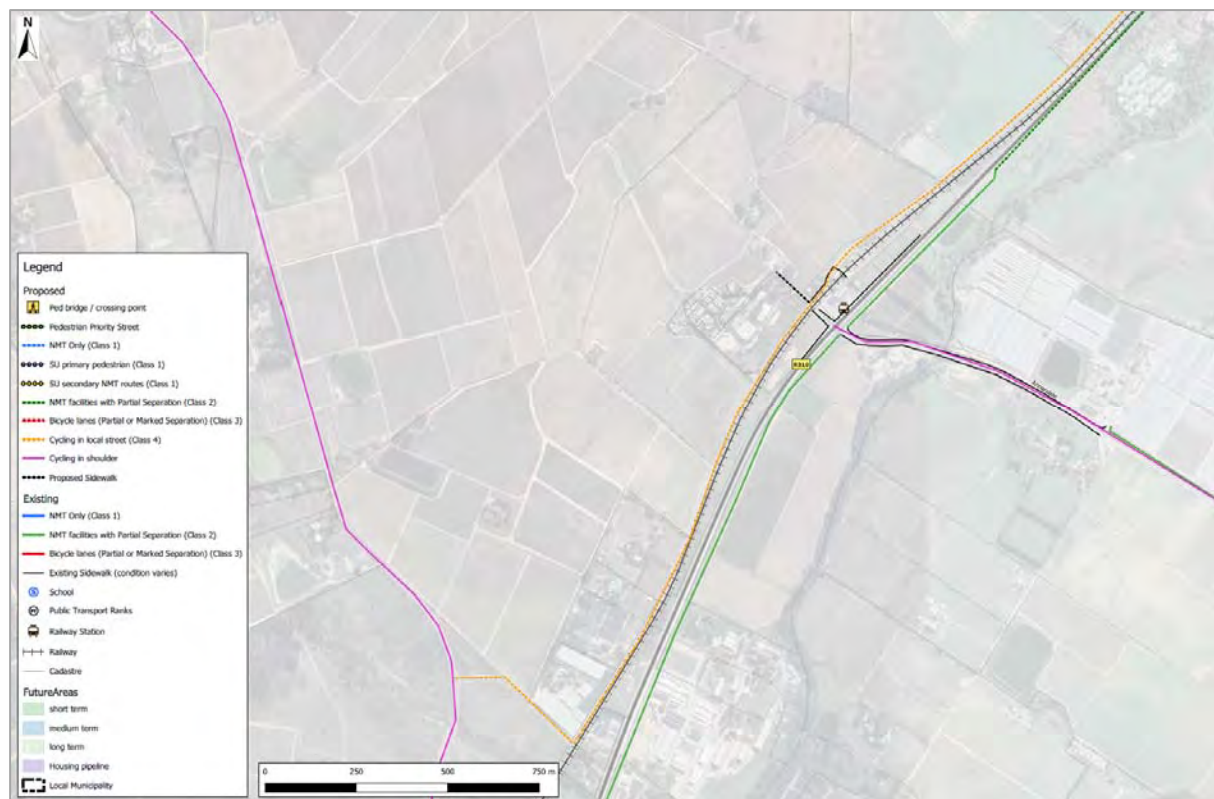 N
Legend
Proposed
Ped bridge / crossing point
Pedestrian Priority Street
NMT Only (Class 1)
SU primary pedestrian (Class 1)
SU secondary NMT routes (Class 1)
NMT facilities with Partial Separation (Class 2)
Bicycle lanes (Partial or Marked Separation) (Class 3)
Cycling in local street (Class 4)
Cycling in shoulder
Proposed Sidewalk
Existing
NMT Only (Class 1)
NMT facilities with Partial Separation (Class 2)
Bicycle lanes (Partial or Marked Separation) (Class 3)
Existing Sidewalk (condition varies)
School
Public Transport Ranks
Railway Station
Railway
Cadastre
FutureAreas
short term
medium term
long term
Housing pipeline
Local Municipality
R310
0 250 500 750 m